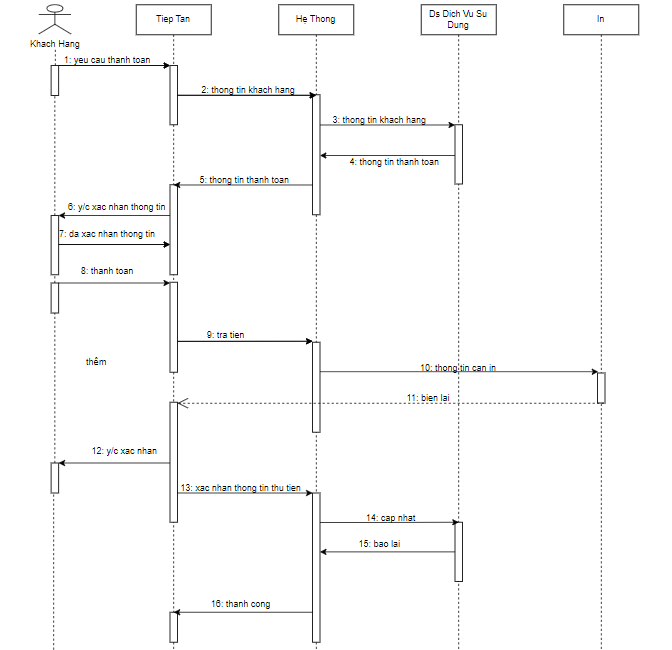 Khach Hang
Tiep Tan
Hẹ Thong
Ds Dich Vu Su
Dung
In
1: yeu cau thanh toan
2: thong tin khach hang
3: thong tin khach hang
4: thong tin thanh toan
5: thong tin thanh toan
6: y/c xac nhan thong tin
7: da xac nhan thong tin
8: thanh toan
9: tra tien
thêm
10: thong tin can in
11: bien lai
12: y/c xac nhan
13: xac nhan thong tin thu tien
14: cap nhat
15: bao lai
16: thanh cong